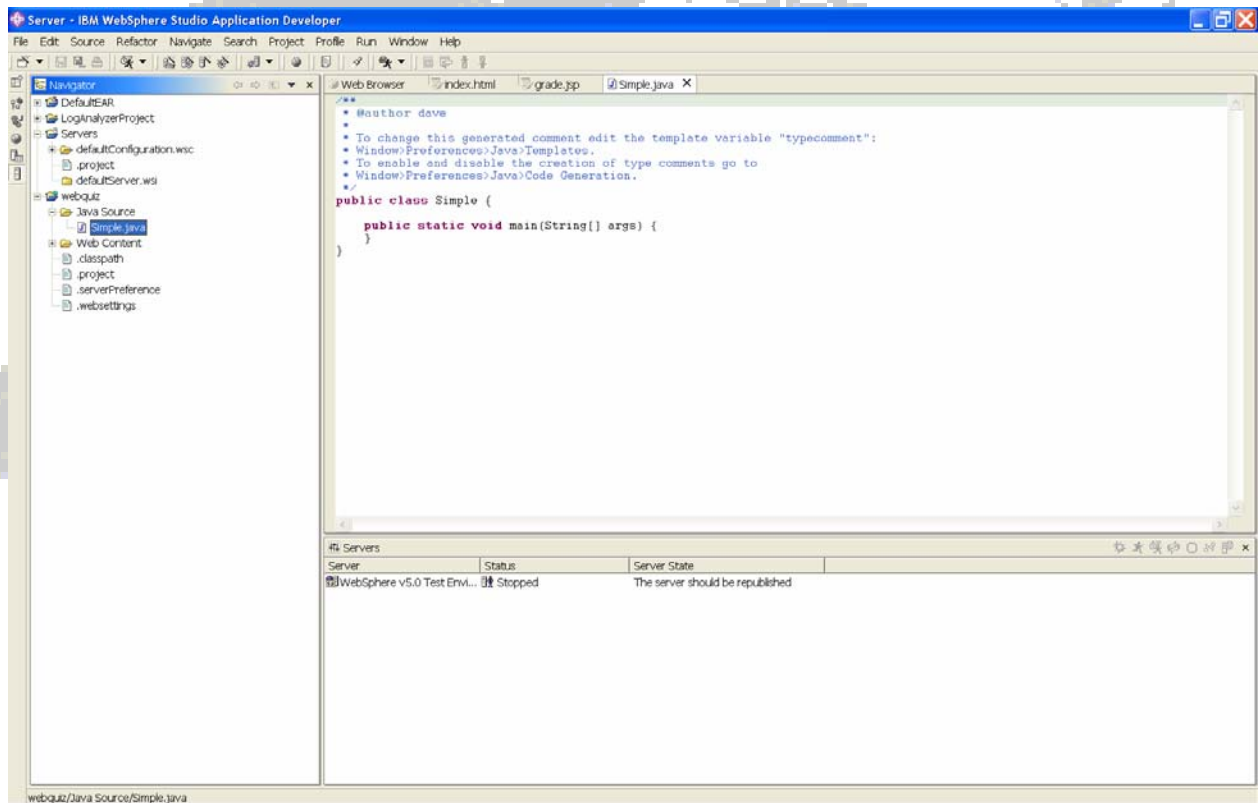 Server - IBM WebSphere Studio Application Developer
File Edit Source Refactor Navigate Search Project Profile Run Window Help
Navigator
DefaultEAR
LogAnalyzerProject
Servers
defaultConfiguration.wsc
.project
defaultServer.wsi
webquiz
Java Source
Simple.java
Web Content
.classpath
.project
.serverPreference
.websettings
Web Browser index.html grade.jsp Simple.java
/**
* @author dave
*
* To change this generated comment edit the template variable "typecomment":
* Window>Preferences>Java>Templates.
* To enable and disable the creation of type comments go to
* Window>Preferences>Java>Code Generation.
*/
public class Simple {
public static void main(String[] args) {
}
}
Servers
Server Status Server State
WebSphere v5.0 Test Envi... Stopped The server should be republished
webquiz/Java Source/Simple.java